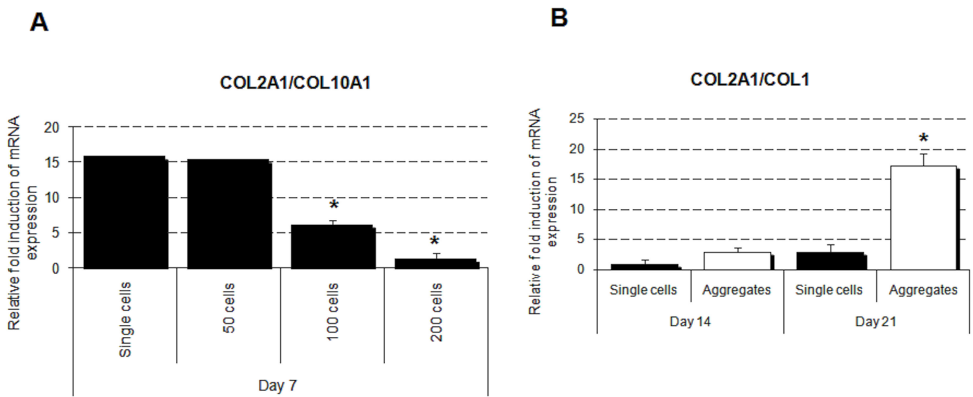 A
COL2A1/COL10A1
Relative fold induction of mRNA
expression
20
15
10
5
0
*
*
Single cells
50 cells
100 cells
200 cells
Day 7
B
COL2A1/COL1
Relative fold induction of mRNA
expression
25
20
15
10
5
0
*
Single cells Aggregates Single cells Aggregates
Day 14 Day 21